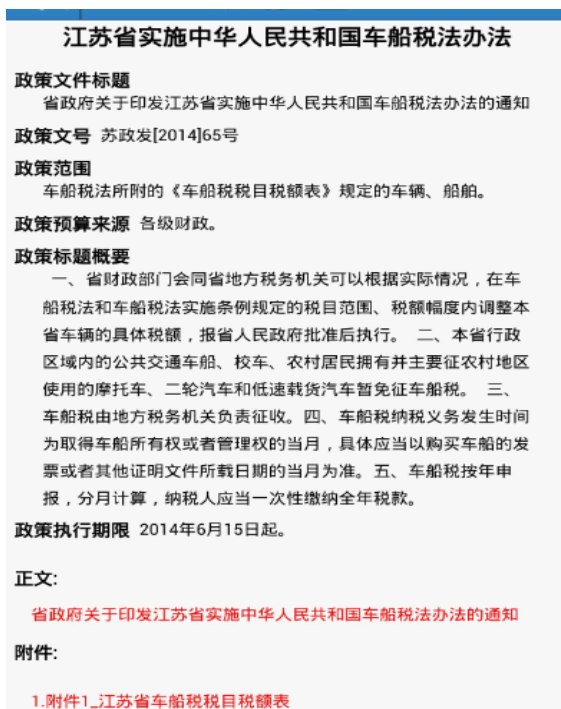 江苏省实施中华人民共和国车船税法办法
政策文件标题
省政府关于印发江苏省实施中华人民共和国车船税法办法的通知
政策文号 苏政发[2014]65号
政策范围
车船税法所附的《车船税税目税额表》规定的车辆、船舶。
政策预算来源 各级财政。
政策标题概要
一、省财政部门会同省地方税务机关可以根据实际情况，在车
船税法和车船税法实施条例规定的税目范围、税额幅度内调整本
省车辆的具体税额，报省人民政府批准后执行。 二、本省行政
区域内的公共交通车船、校车、农村居民拥有并主要征农村地区
使用的摩托车、二轮汽车和低速载货汽车暂免征车船税。 三、
车船税由地方税务机关负责征收。四、车船税纳税义务发生时间
为取得车船所有权或者管理权的当月，具体应当以购买车船的发
票或者其他证明文件所载日期的当月为准。五、车船税按年申
报，分月计算，纳税人应当一次性缴纳全年税款。
政策执行期限 2014年6月15日起。
正文:
省政府关于印发江苏省实施中华人民共和国车船税法办法的通知
附件:
1.附件1_江苏省车船税税目税额表